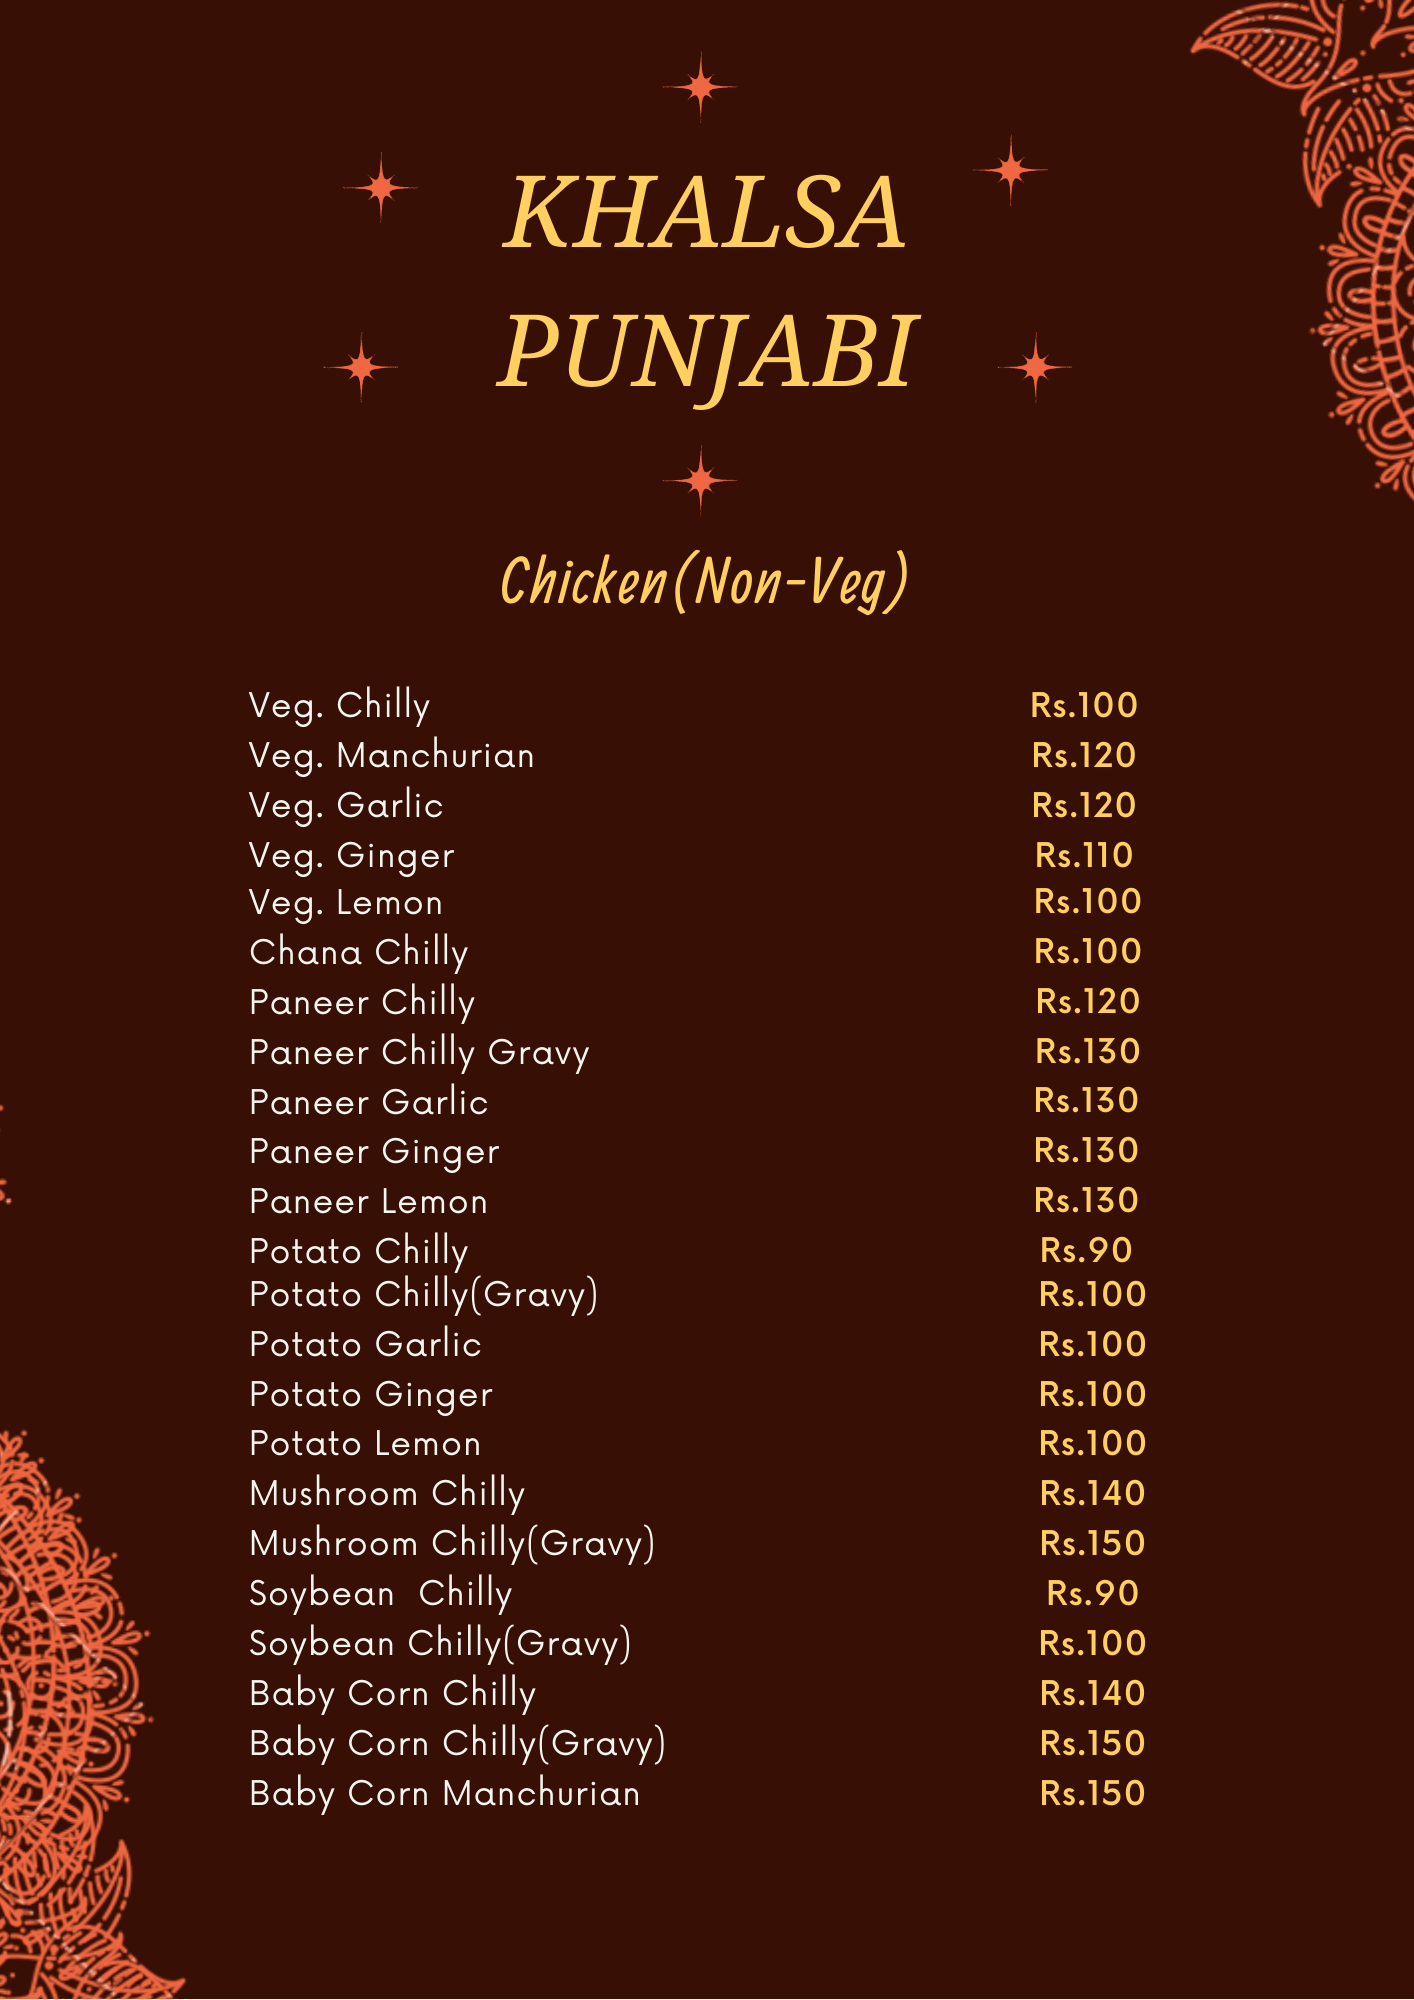 KHALSA
PUNJABI
Chicken(Non-Veg)
Veg. Chilly Rs.100
Veg. Manchurian Rs.120
Veg. Garlic Rs.120
Veg. Ginger Rs.110
Veg. Lemon Rs.100
Chana Chilly Rs.100
Paneer Chilly Rs.120
Paneer Chilly Gravy Rs.130
Paneer Garlic Rs.130
Paneer Ginger Rs.130
Paneer Lemon Rs.130
Potato Chilly Rs.90
Potato Chilly(Gravy) Rs.100
Potato Garlic Rs.100
Potato Ginger Rs.100
Potato Lemon Rs.100
Mushroom Chilly Rs.140
Mushroom Chilly(Gravy) Rs.150
Soybean  Chilly Rs.90
Soybean Chilly(Gravy) Rs.100
Baby Corn Chilly Rs.140
Baby Corn Chilly(Gravy) Rs.150
Baby Corn Manchurian Rs.150